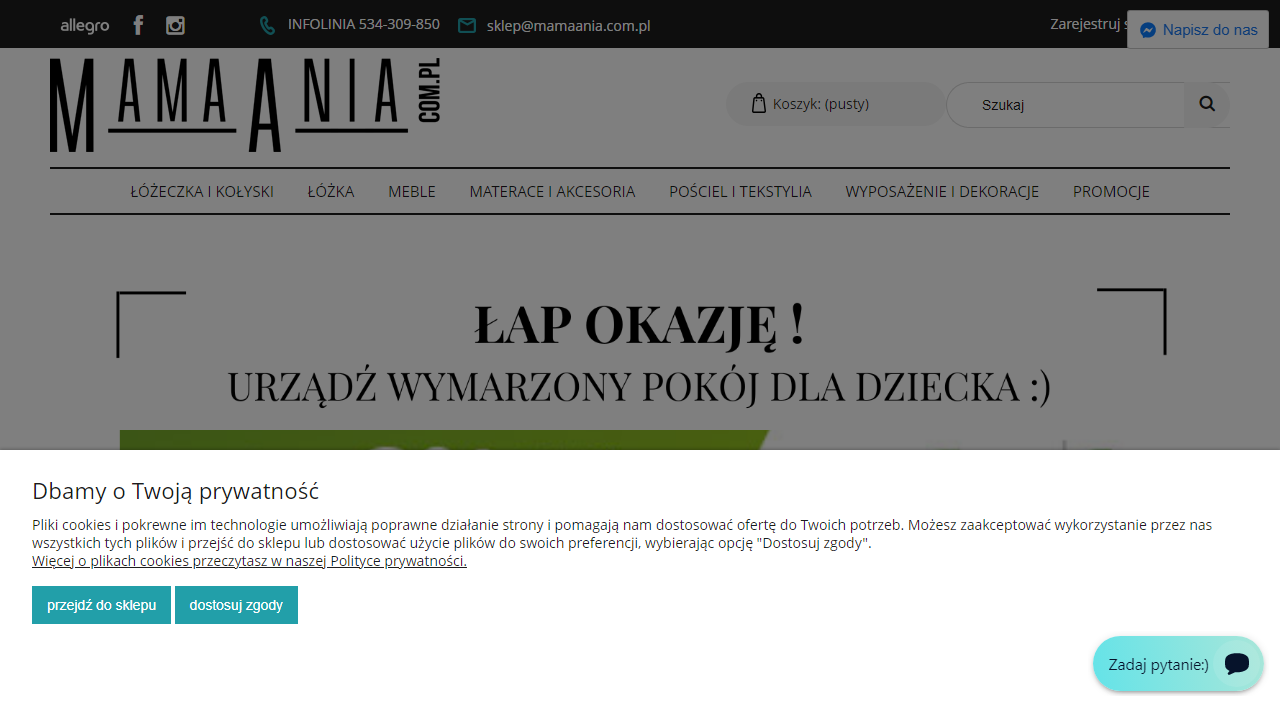 allegro
INFOLINIA 534-309-850
sklep@mamaania.com.pl
Zarejestruj
Napisz do nas
MAMAANIA COM.PL
Koszyk: (pusty)
Szukaj
ŁÓŻECZKA I KOŁYSKI ŁÓŻKA MEBLE MATERACE I AKCESORIA POŚCIEL I TEKSTYLIA WYPOSAŻENIE I DEKORACJE PROMOCJE
ŁAP OKAZJĘ !
URZĄDŹ WYMARZONY POKÓJ DLA DZIECKA :)
Dbamy o Twoją prywatność
Pliki cookies i pokrewne im technologie umożliwiają poprawne działanie strony i pomagają nam dostosować ofertę do Twoich potrzeb. Możesz zaakceptować wykorzystanie przez nas
wszystkich tych plików i przejść do sklepu lub dostosować użycie plików do swoich preferencji, wybierając opcję "Dostosuj zgody".
Więcej o plikach cookies przeczytasz w naszej Polityce prywatności.
przejdź do sklepu
dostosuj zgody
Zadaj pytanie:)